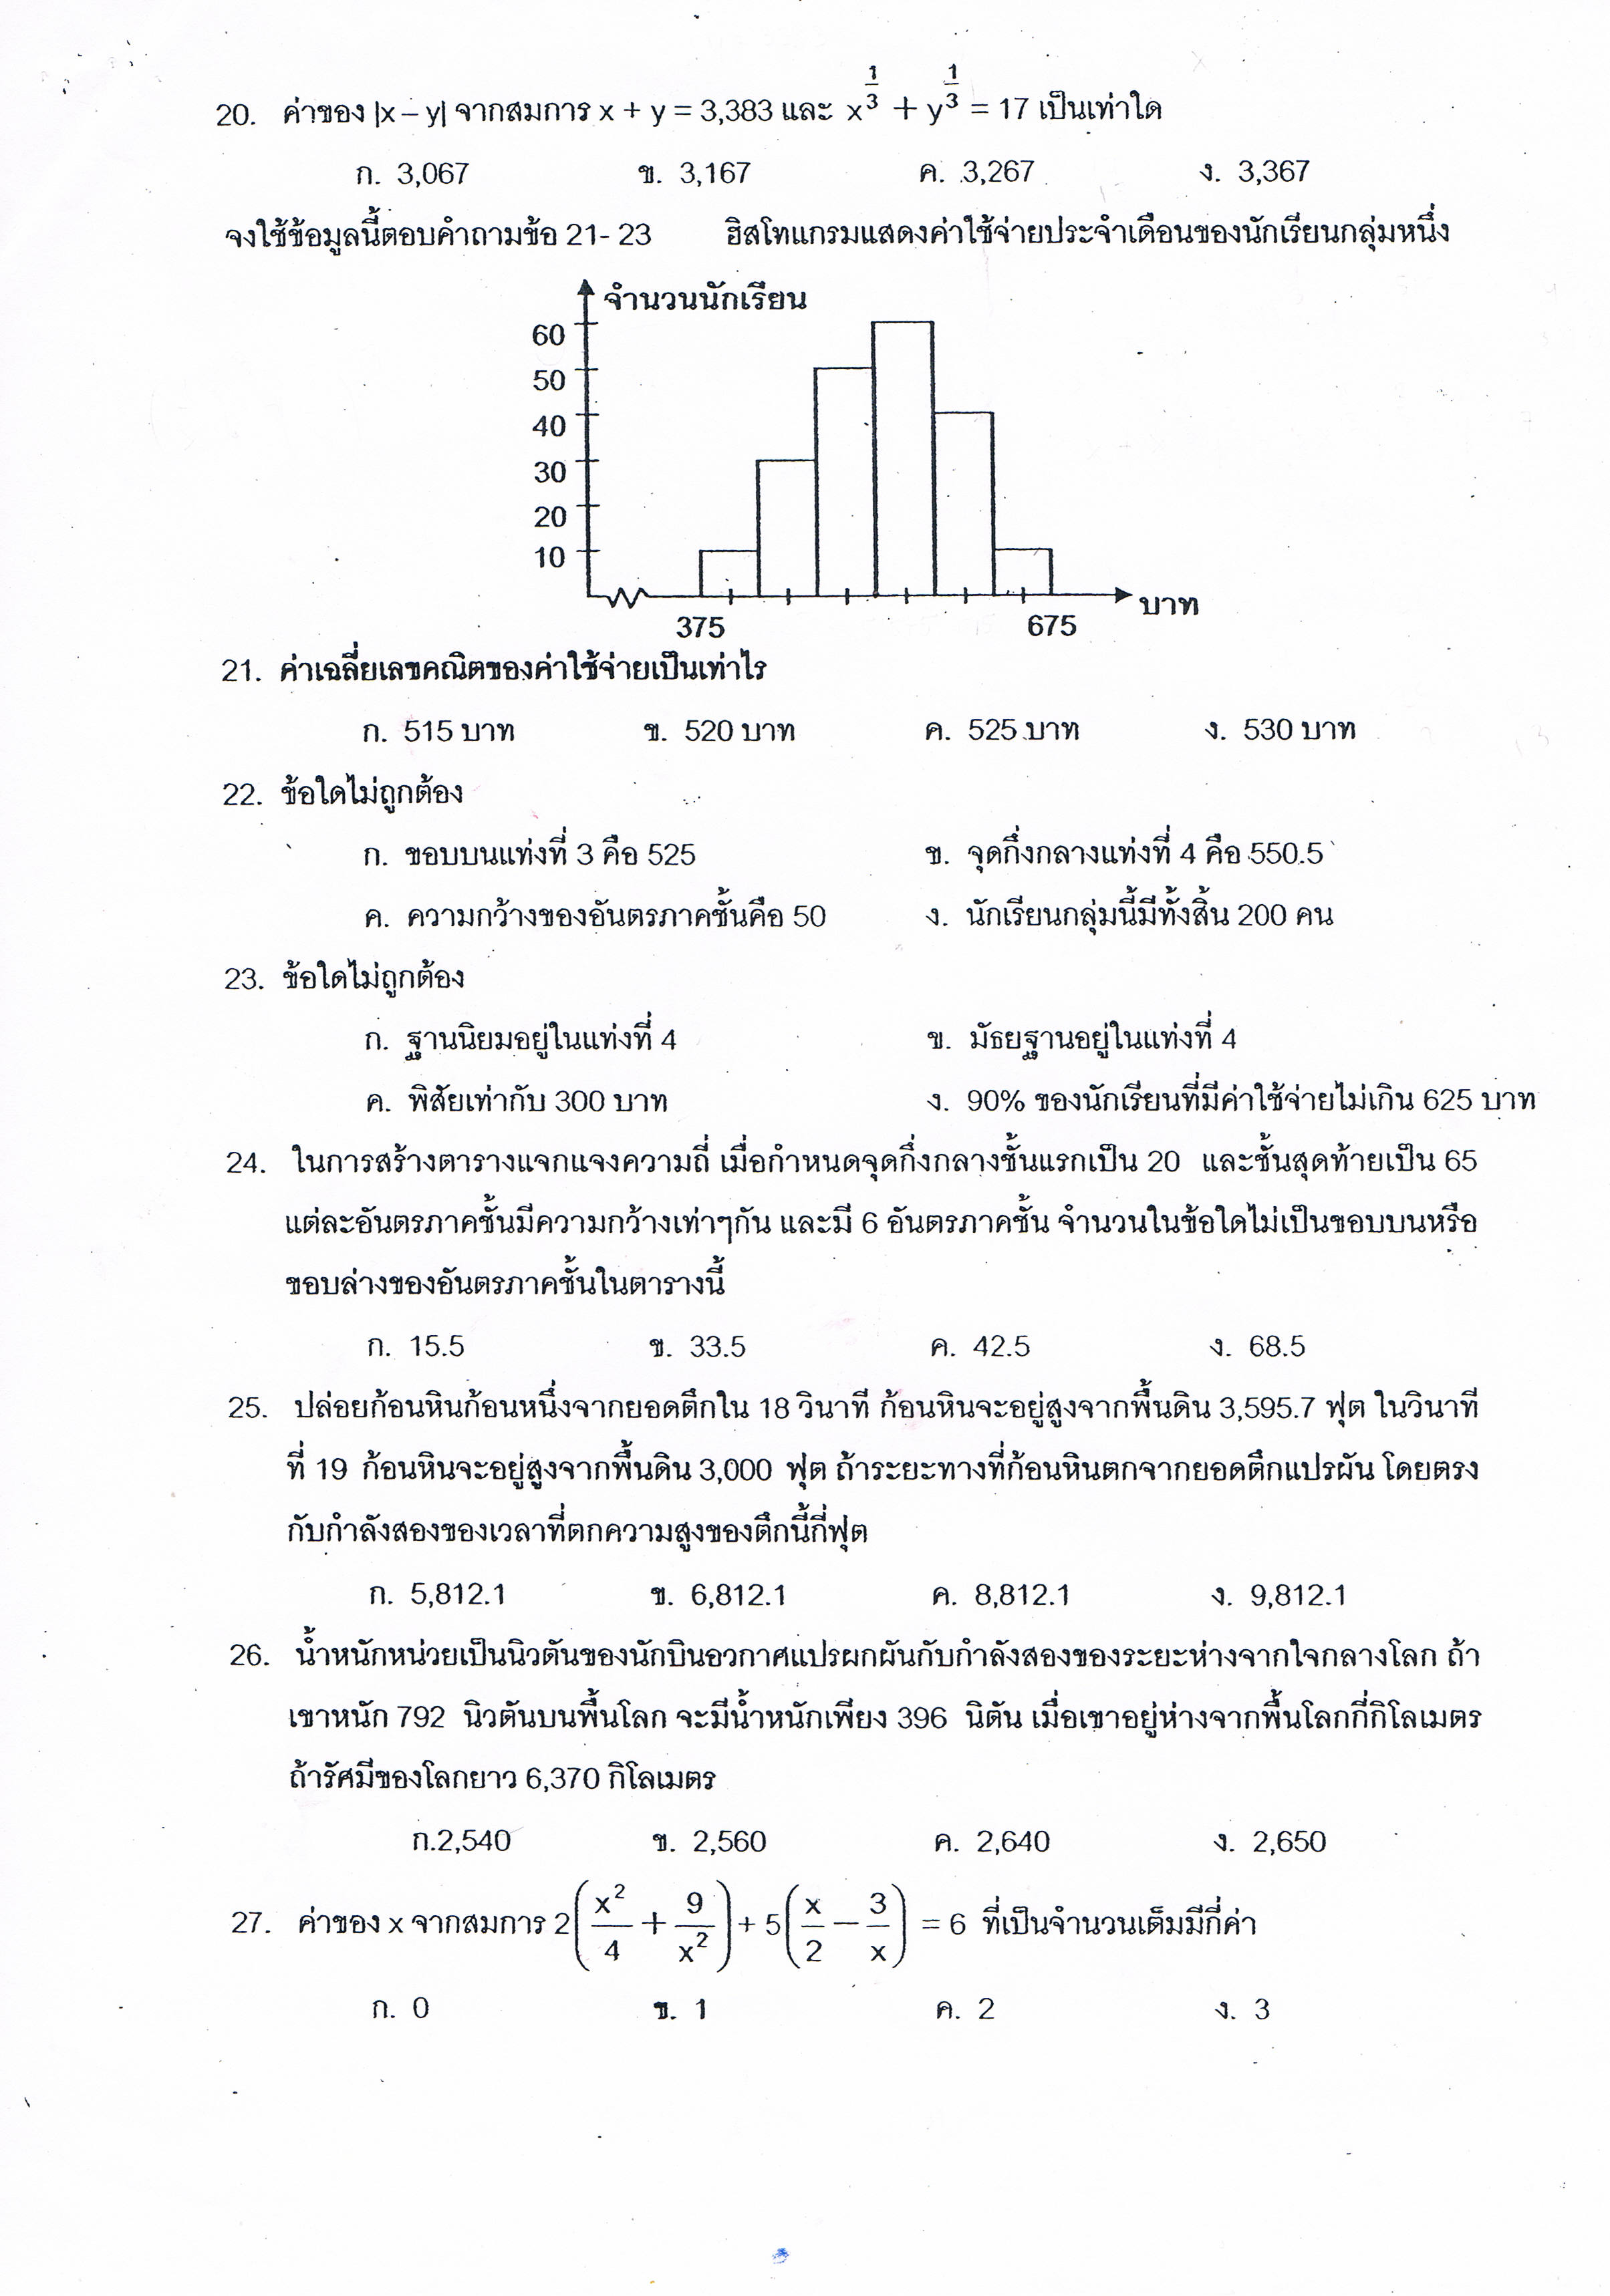 20. ค่าของ |x – y| จากสมการ x + y = 3,383 และ x^(1/3) + y^(1/3) = 17 เป็นเท่าใด
ก. 3,067 ข. 3,167 ค. 3,267 ง. 3,367
จงใช้ข้อมูลนี้ตอบคำถามข้อ 21- 23 ฮิสโทแกรมแสดงค่าใช้จ่ายประจำเดือนของนักเรียนกลุ่มหนึ่ง
จำนวนนักเรียน
60
50
40
30
20
10
บาท
375 675
21. ค่าเฉลี่ยเลขคณิตของค่าใช้จ่ายเป็นเท่าไร
ก. 515 บาท ข. 520 บาท ค. 525 บาท ง. 530 บาท
22. ข้อใดไม่ถูกต้อง
ก. ขอบบนแท่งที่ 3 คือ 525 ข. จุดกึ่งกลางแท่งที่ 4 คือ 550.5
ค. ความกว้างของอันตรภาคชั้นคือ 50 ง. นักเรียนกลุ่มนี้มีทั้งสิ้น 200 คน
23. ข้อใดไม่ถูกต้อง
ก. ฐานนิยมอยู่ในแท่งที่ 4 ข. มัธยฐานอยู่ในแท่งที่ 4
ค. พิสัยเท่ากับ 300 บาท ง. 90% ของนักเรียนที่มีค่าใช้จ่ายไม่เกิน 625 บาท
24. ในการสร้างตารางแจกแจงความถี่ เมื่อกำหนดจุดกึ่งกลางชั้นแรกเป็น 20 และชั้นสุดท้ายเป็น 65
แต่ละอันตรภาคชั้นมีความกว้างเท่าๆกัน และมี 6 อันตรภาคชั้น จำนวนในข้อใดไม่เป็นขอบบนหรือ
ขอบล่างของอันตรภาคชั้นในตารางนี้
ก. 15.5 ข. 33.5 ค. 42.5 ง. 68.5
25. ปล่อยก้อนหินก้อนหนึ่งจากยอดตึกใน 18 วินาที ก้อนหินจะอยู่สูงจากพื้นดิน 3,595.7 ฟุต ในวินาที
ที่ 19 ก้อนหินจะอยู่สูงจากพื้นดิน 3,000 ฟุต ถ้าระยะทางที่ก้อนหินตกจากยอดตึกแปรผัน โดยตรง
กับกำลังสองของเวลาที่ตกความสูงของตึกนี้กี่ฟุต
ก. 5,812.1 ข. 6,812.1 ค. 8,812.1 ง. 9,812.1
26. น้ำหนักหน่วยเป็นนิวตันของนักบินอวกาศแปรผกผันกับกำลังสองของระยะห่างจากใจกลางโลก ถ้า
เขาหนัก 792 นิวตันบนพื้นโลก จะมีน้ำหนักเพียง 396 นิตัน เมื่อเขาอยู่ห่างจากพื้นโลกกี่กิโลเมตร
ถ้ารัศมีของโลกยาว 6,370 กิโลเมตร
ก.2,540 ข. 2,560 ค. 2,640 ง. 2,650
27. ค่าของ x จากสมการ 2(x²/4 + 9/x²) + 5(x/2 – 3/x) = 6 ที่เป็นจำนวนเต็มมีกี่ค่า
ก. 0 ข. 1 ค. 2 ง. 3